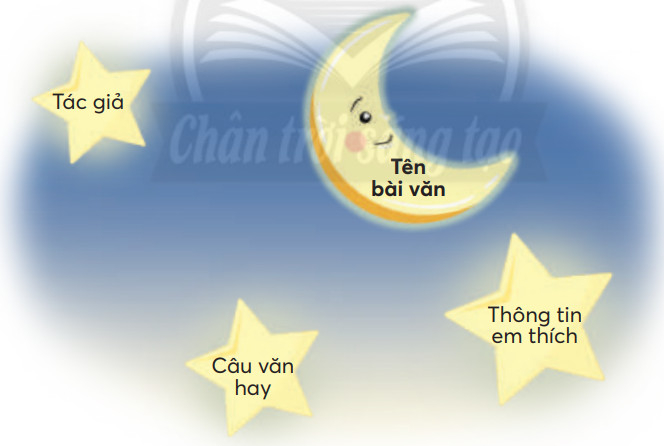 Tác giả
Chân trời sáng tạo
Tên
bài văn
Thông tin
em thích
Câu văn
hay